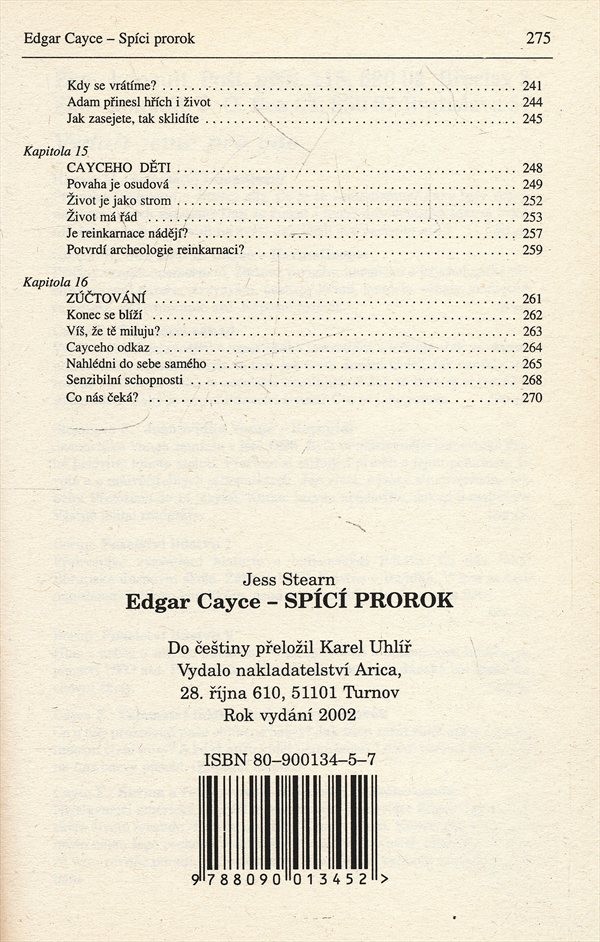 Edgar Cayce – Spíci prorok 275
Kdy se vrátíme? 241
Adam přinesl hřích i život 244
Jak zasejete, tak sklidíte 245
Kapitola 15
CAYCEHO DĚTI 248
Povaha je osudová 249
Život je jako strom 252
Život má řád 253
Je reinkarnace nádějí? 257
Potvrdí archeologie reinkarnaci? 259
Kapitola 16
ZÚČTOVÁNÍ 261
Konec se blíží 262
Víš, že tě miluju? 263
Cayceho odkaz 264
Nahlédni do sebe samého 265
Senzibilní schopnosti 268
Co nás čeká? 270
Jess Stearn
Edgar Cayce – SPÍCÍ PROROK
Do češtiny přeložil Karel Uhlíř
Vydalo nakladatelství Arica,
28. října 610, 51101 Turnov
Rok vydání 2002
ISBN 80–900134–5–7
9 788090 013452 >